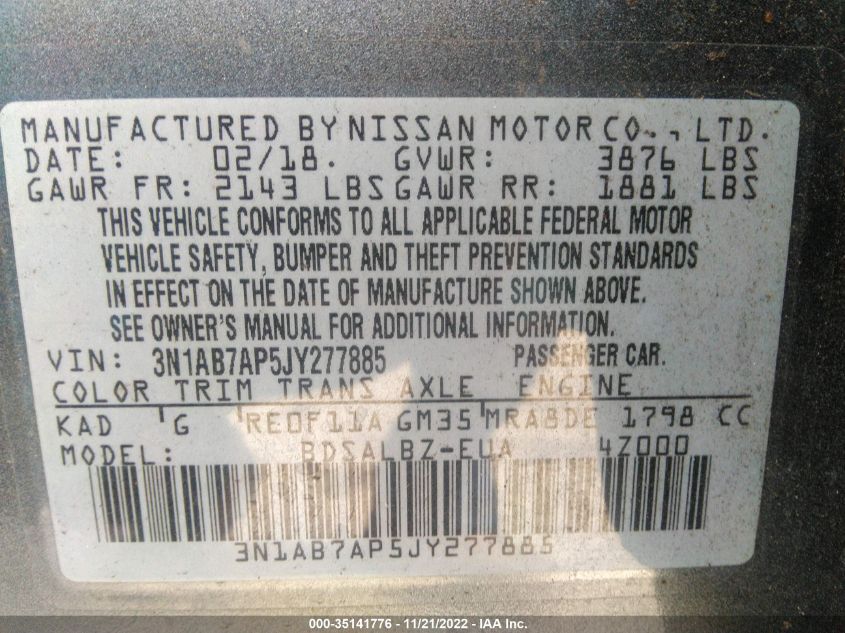 MANUFACTURED BY NISSAN MOTOR CO., LTD.
DATE: 02/18. GVWR: 3876 LBS
GAWR FR: 2143 LBS GAWR RR: 1881 LBS
THIS VEHICLE CONFORMS TO ALL APPLICABLE FEDERAL MOTOR
VEHICLE SAFETY, BUMPER AND THEFT PREVENTION STANDARDS
IN EFFECT ON THE DATE OF MANUFACTURE SHOWN ABOVE.
SEE OWNER'S MANUAL FOR ADDITIONAL INFORMATION.
VIN: 3N1AB7AP5JY277885 PASSENGER CAR.
COLOR TRIM TRANS AXLE ENGINE
KAD G RE0F11A GM35 MRA8DE 1798 CC
MODEL: BDSALBZ-EUA 4Z000
3N1AB7AP5JY277885
000-35141776 - 11/21/2022 - IAA Inc.